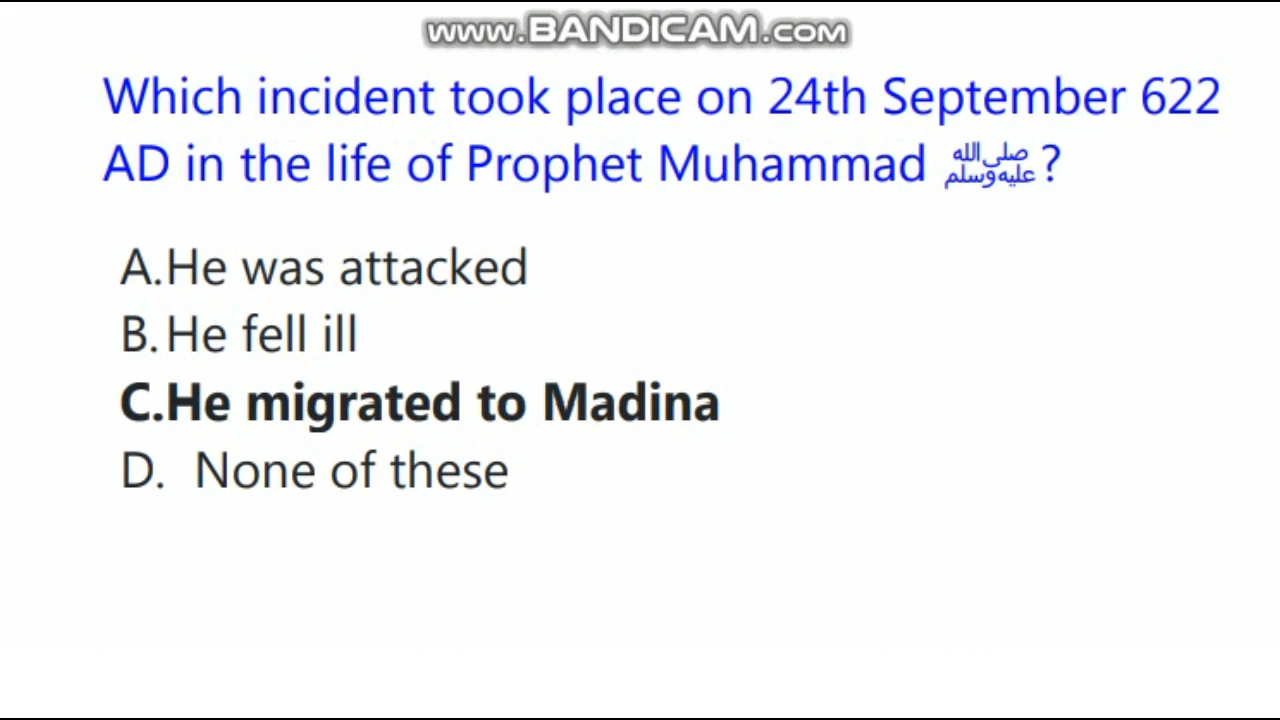 www.BANDICAM.com
Which incident took place on 24th September 622
AD in the life of Prophet Muhammad ﷺ?
A.He was attacked
B.He fell ill
C.He migrated to Madina
D. None of these